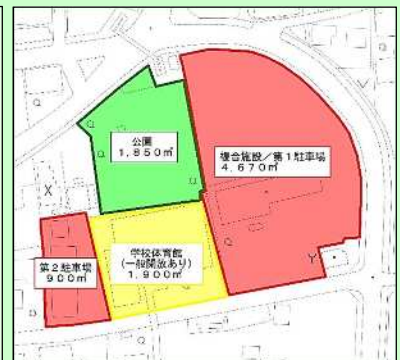 公園
1,850㎡
複合施設／第1駐車場
4,670㎡
X
学校体育館
(一般開放あり)
1,900㎡
第2駐車場
900㎡
Y